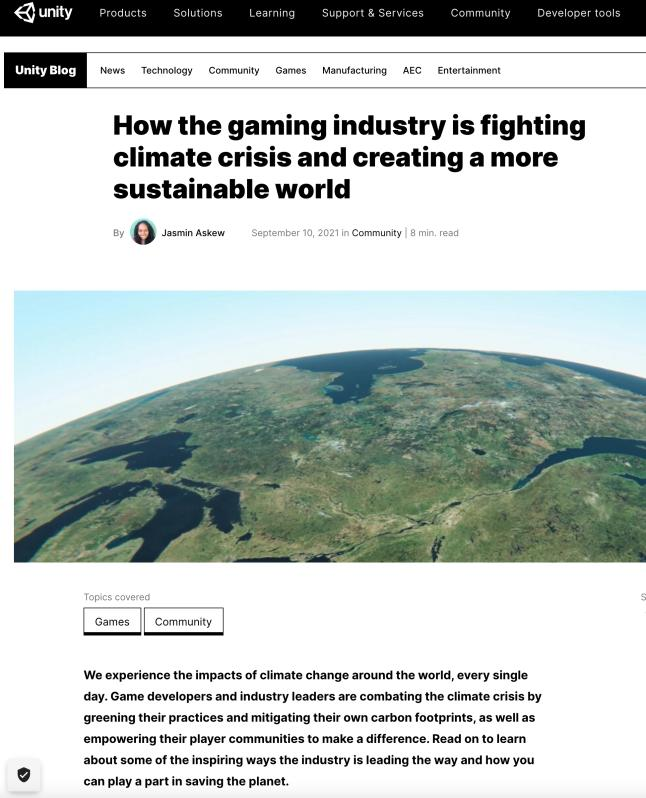 unity Products Solutions Learning Support & Services Community Developer tools
Unity Blog News Technology Community Games Manufacturing AEC Entertainment
How the gaming industry is fighting
climate crisis and creating a more
sustainable world
By Jasmin Askew September 10, 2021 in Community | 8 min. read
Topics covered
Games Community
We experience the impacts of climate change around the world, every single
day. Game developers and industry leaders are combating the climate crisis by
greening their practices and mitigating their own carbon footprints, as well as
empowering their player communities to make a difference. Read on to learn
about some of the inspiring ways the industry is leading the way and how you
can play a part in saving the planet.